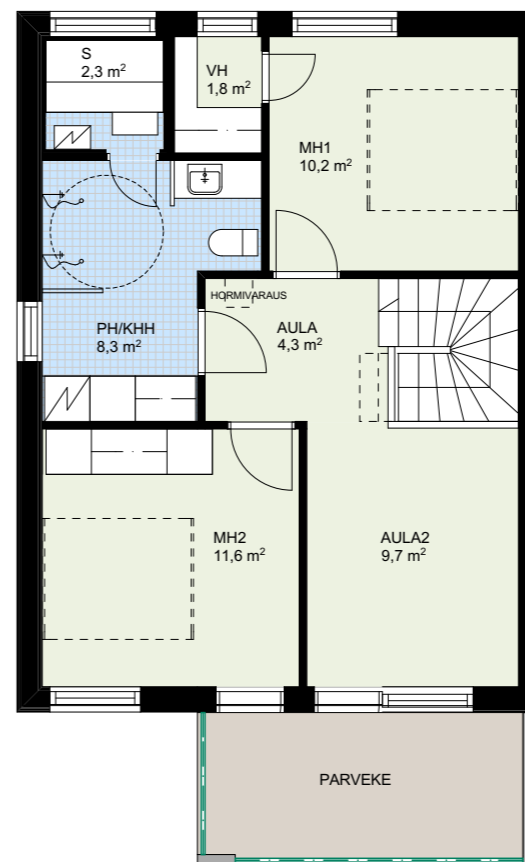 S
2,3 m²
VH
1,8 m²
MH1
10,2 m²
HORMIVARAUS
PH/KHH
8,3 m²
AULA
4,3 m²
MH2
11,6 m²
AULA2
9,7 m²
PARVEKE